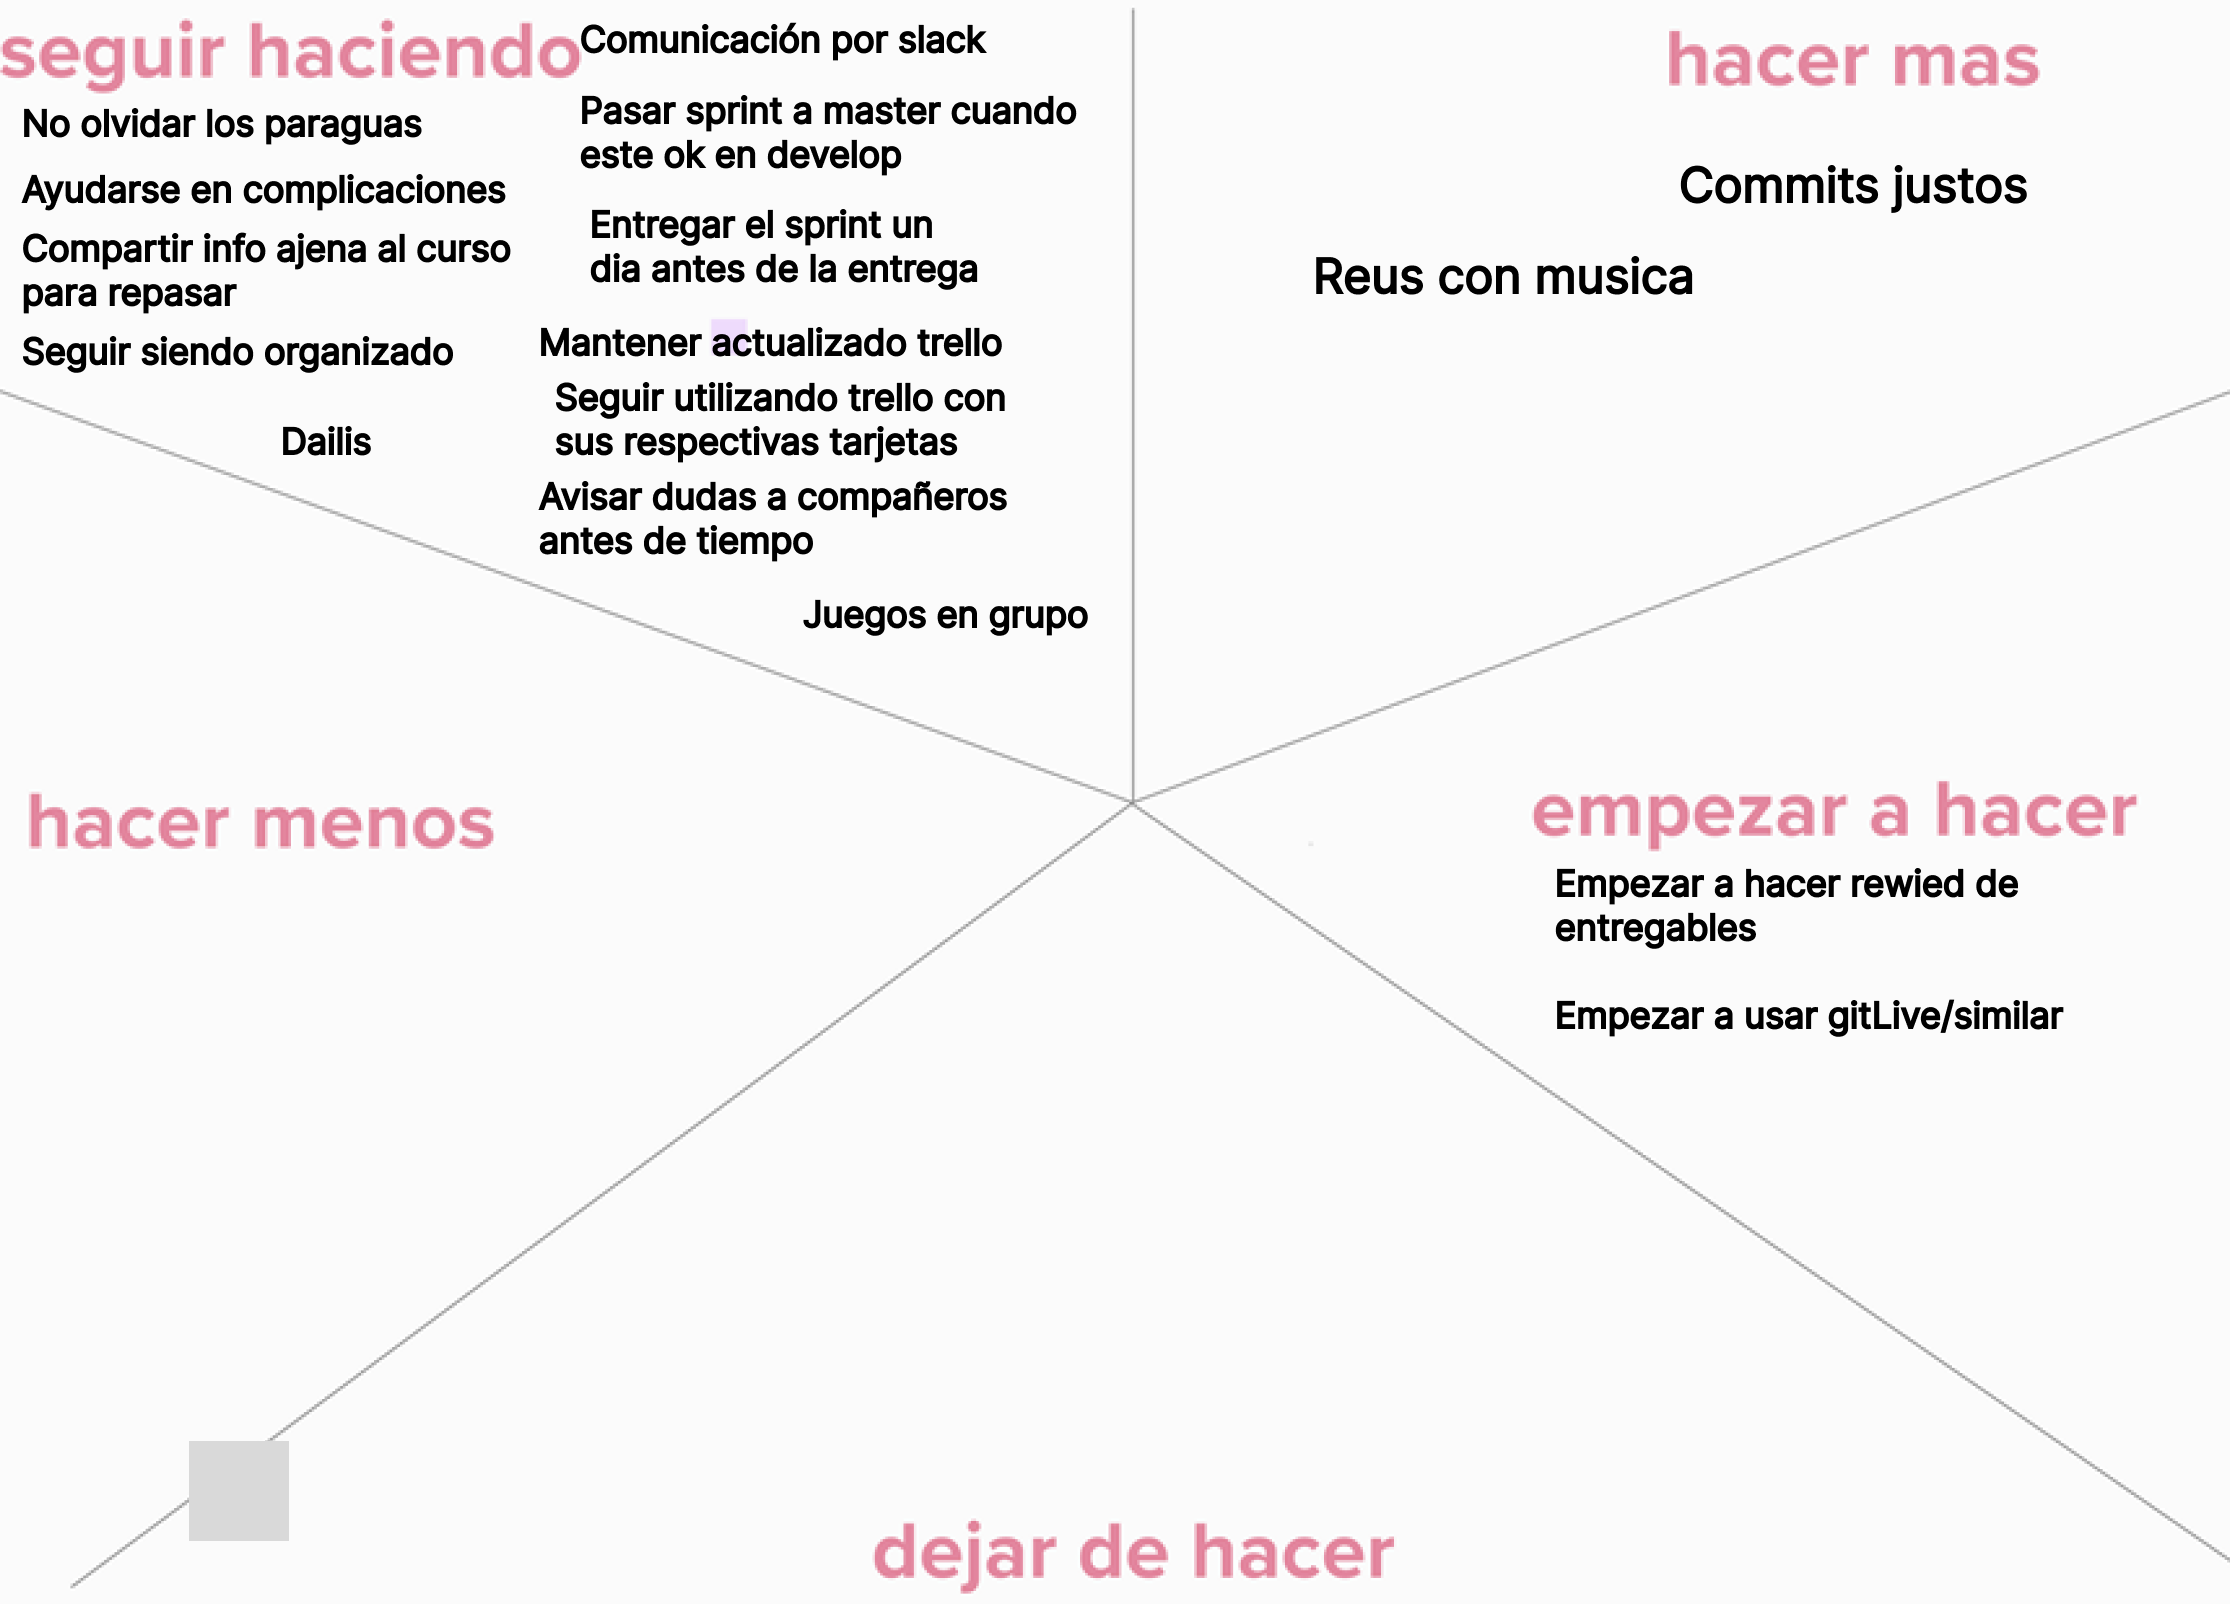 seguir haciendo
No olvidar los paraguas
Ayudarse en complicaciones
Compartir info ajena al curso
para repasar
Seguir siendo organizado
Dailis
Comunicación por slack
Pasar sprint a master cuando
este ok en develop
Entregar el sprint un
dia antes de la entrega
Mantener actualizado trello
Seguir utilizando trello con
sus respectivas tarjetas
Avisar dudas a compañeros
antes de tiempo
Juegos en grupo
hacer mas
Commits justos
Reus con musica
hacer menos
empezar a hacer
Empezar a hacer rewied de
entregables
Empezar a usar gitLive/similar
dejar de hacer